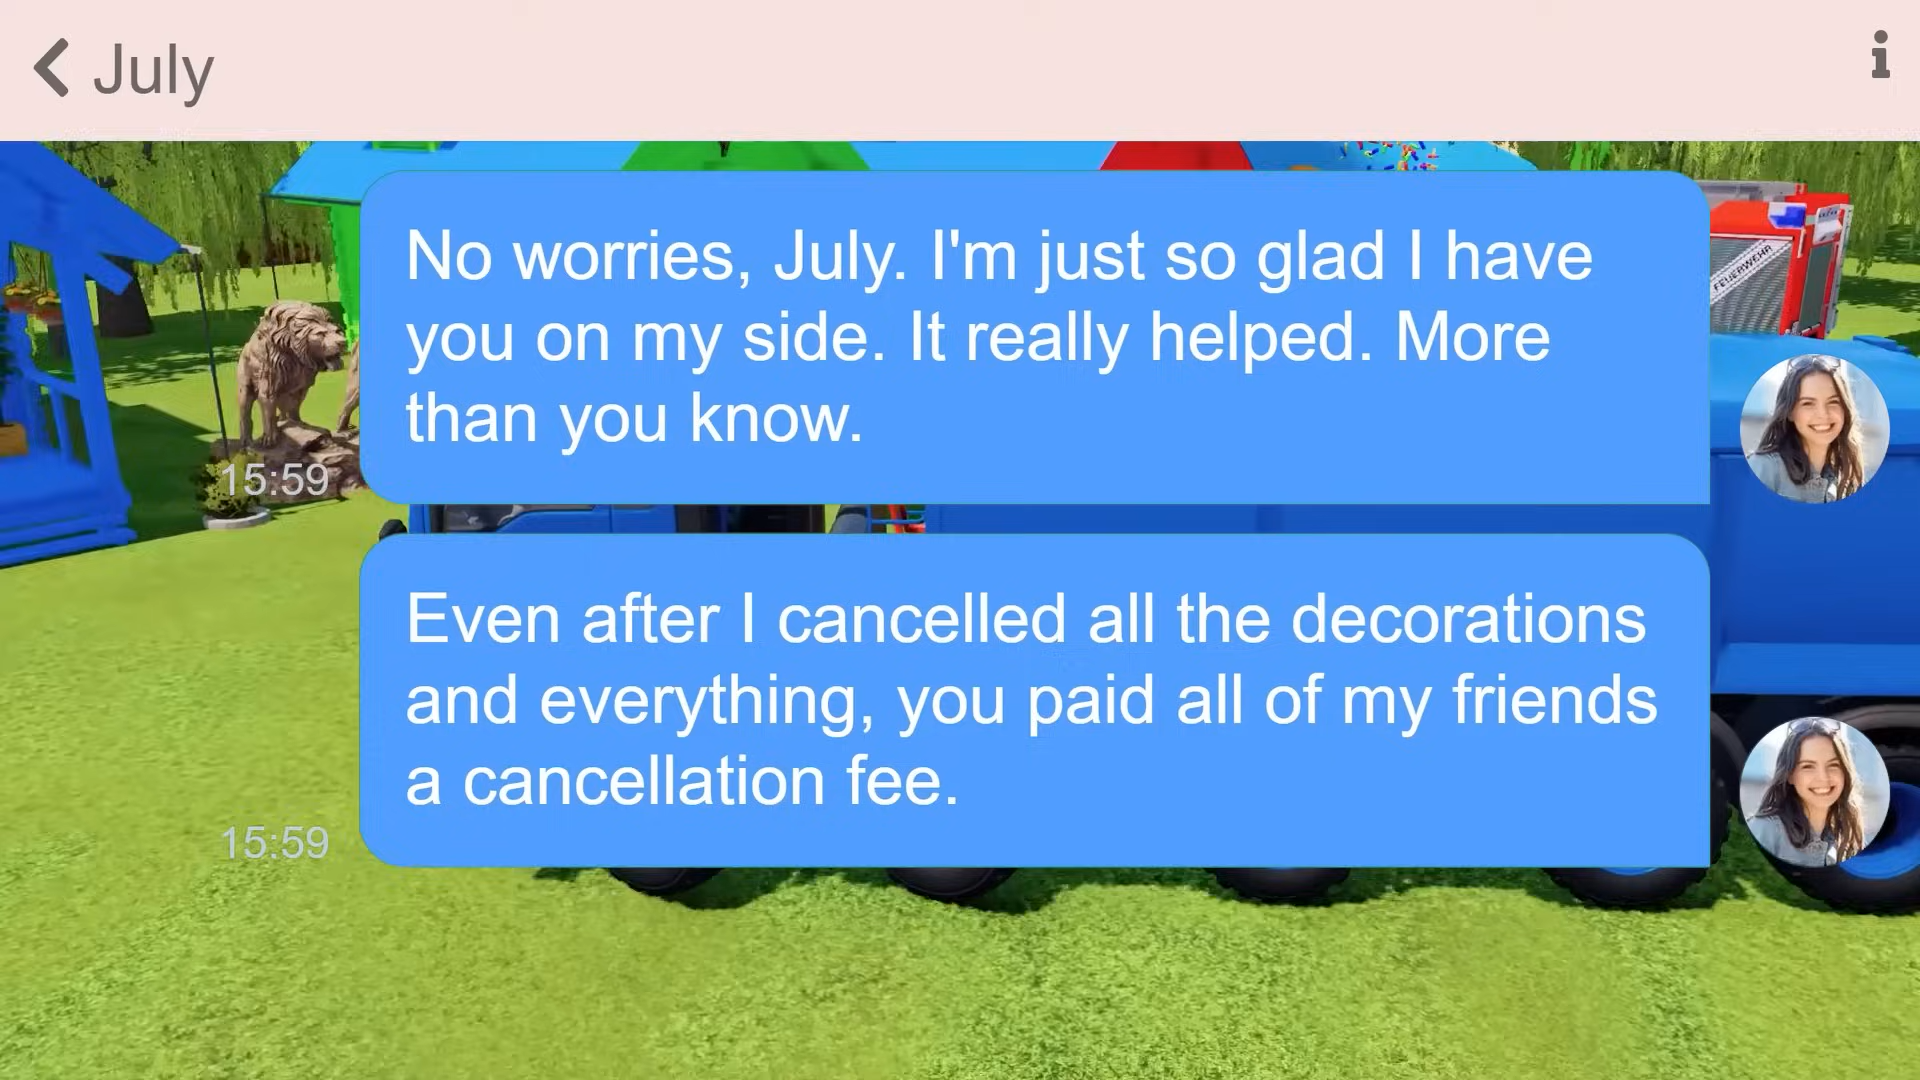 July
No worries, July. I'm just so glad I have
you on my side. It really helped. More
than you know.
15:59
FEUERWEHR
Even after I cancelled all the decorations
and everything, you paid all of my friends
a cancellation fee.
15:59